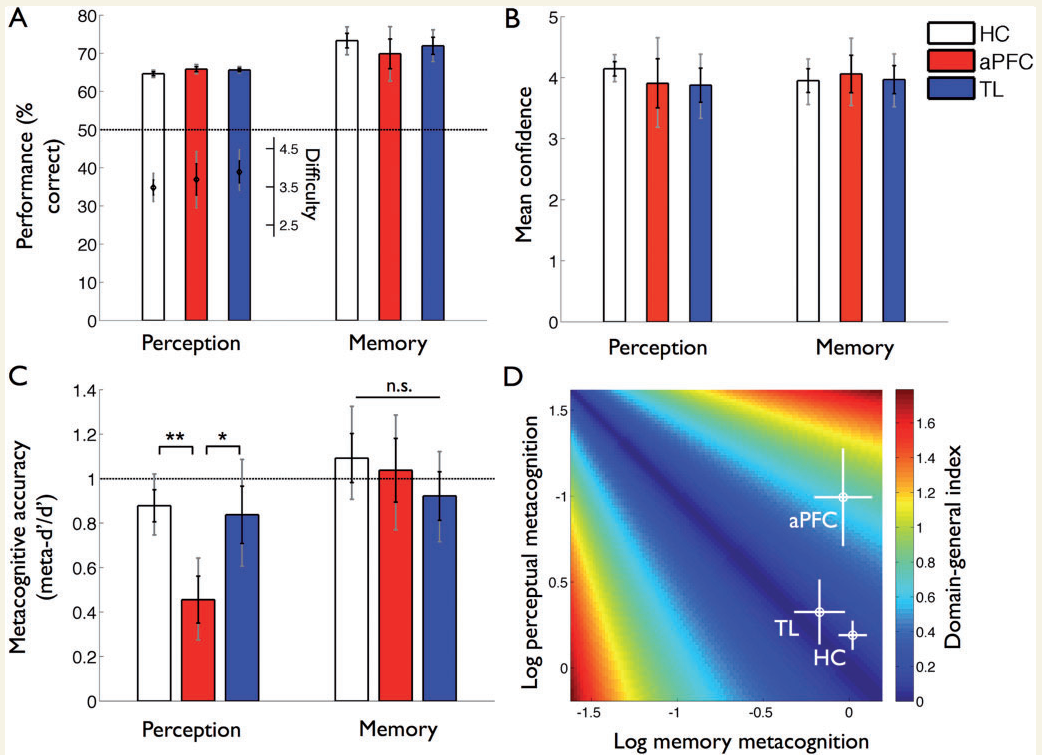 A
80
70
60
50
40
30
20
10
0
Performance (%
correct)
4.5
3.5
2.5
Difficulty
Perception
Memory
B
5
4
3
2
1
0
Mean confidence
HC
aPFC
TL
Perception
Memory
C
1.4
1.2
1
0.8
0.6
0.4
0.2
0
Metacognitive accuracy
(meta-d'/d')
**
*
n.s.
Perception
Memory
D
1.5
-1
0.5
0
Log perceptual metacognition
aPFC
TL
HC
-1.5
-1
-0.5
0
Log memory metacognition
1.6
1.4
1.2
1
0.8
0.6
0.4
0.2
0
Domain-general index